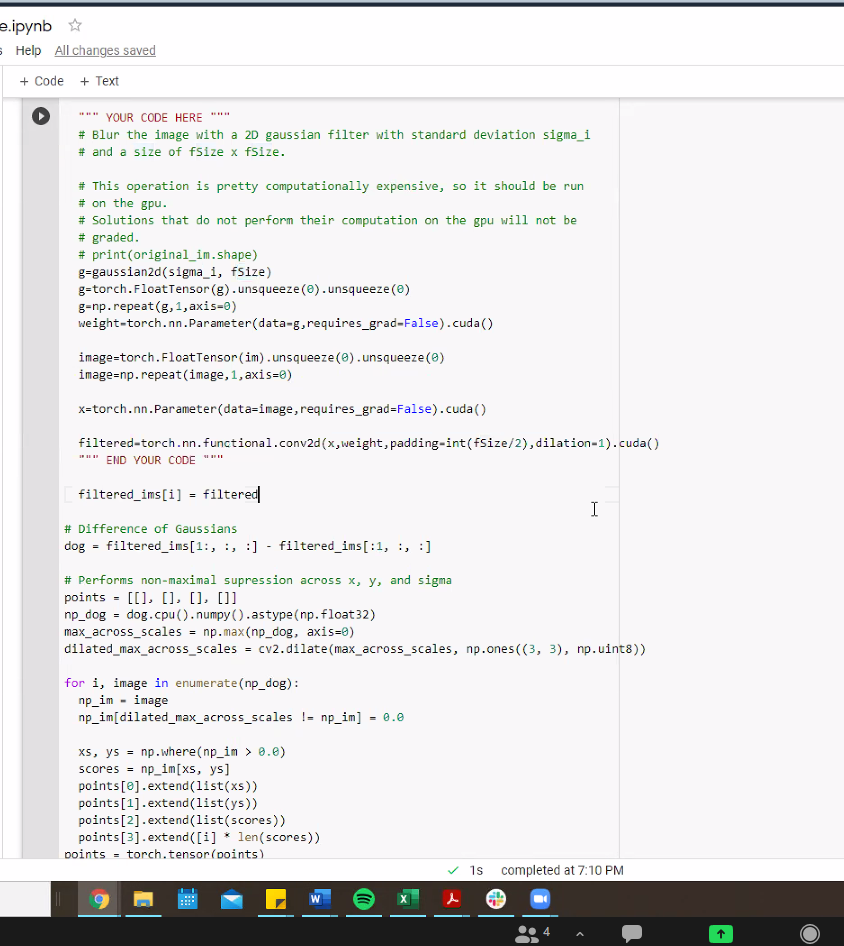 e.ipynb
s Help All changes saved
+ Code + Text
""" YOUR CODE HERE """
# Blur the image with a 2D gaussian filter with standard deviation sigma_i
# and a size of fSize x fSize.
# This operation is pretty computationally expensive, so it should be run
# on the gpu.
# Solutions that do not perform their computation on the gpu will not be
# graded.
# print(original_im.shape)
g=gaussian2d(sigma_i, fSize)
g=torch.FloatTensor(g).unsqueeze(0).unsqueeze(0)
g=np.repeat(g,1,axis=0)
weight=torch.nn.Parameter(data=g,requires_grad=False).cuda()
image=torch.FloatTensor(im).unsqueeze(0).unsqueeze(0)
image=np.repeat(image,1,axis=0)
x=torch.nn.Parameter(data=image,requires_grad=False).cuda()
filtered=torch.nn.functional.conv2d(x,weight,padding=int(fSize/2),dilation=1).cuda()
""" END YOUR CODE """
filtered_ims[i] = filtered
# Difference of Gaussians
dog = filtered_ims[1:, :, :] - filtered_ims[:1, :, :]
# Performs non-maximal supression across x, y, and sigma
points = [[], [], [], []]
np_dog = dog.cpu().numpy().astype(np.float32)
max_across_scales = np.max(np_dog, axis=0)
dilated_max_across_scales = cv2.dilate(max_across_scales, np.ones((3, 3), np.uint8))
for i, image in enumerate(np_dog):
np_im = image
np_im[dilated_max_across_scales != np_im] = 0.0
xs, ys = np.where(np_im > 0.0)
scores = np_im[xs, ys]
points[0].extend(list(xs))
points[1].extend(list(ys))
points[2].extend(list(scores))
points[3].extend([i] * len(scores))
points = torch.tensor(points)
1s completed at 7:10 PM
4